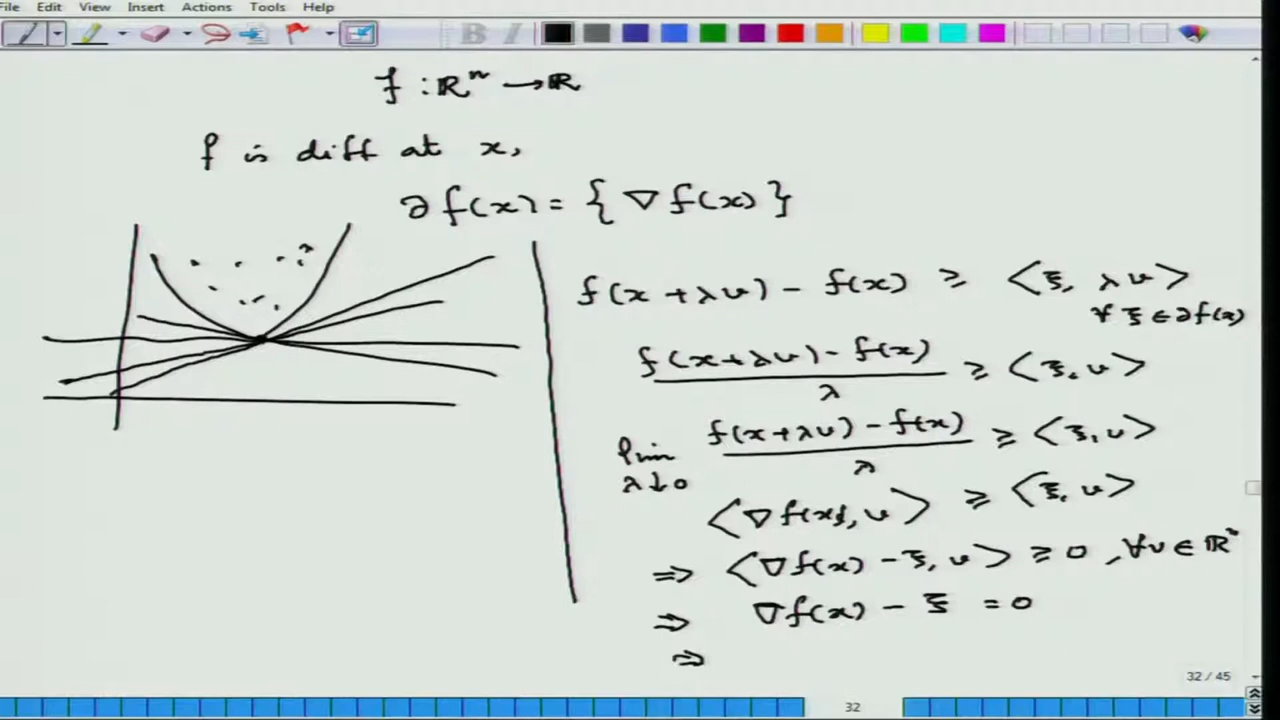 File Edit View Insert Actions Tools Help
B I
f : ℝⁿ → ℝ
f is diff at x,
∂f(x) = { ∇f(x) }
f(x + λv) - f(x) ≥ ⟨ξ, λv⟩
∀ ξ ∈ ∂f(x)
f(x+λv) - f(x) / λ ≥ ⟨ξ, v⟩
lim λ↓0 f(x+λv) - f(x) / λ ≥ ⟨ξ, v⟩
⟨∇f(x), v⟩ ≥ ⟨ξ, v⟩
⇒ ⟨∇f(x) - ξ, v⟩ ≥ 0, ∀v ∈ ℝⁿ
⇒ ∇f(x) - ξ = 0
⇒
32 / 45
32